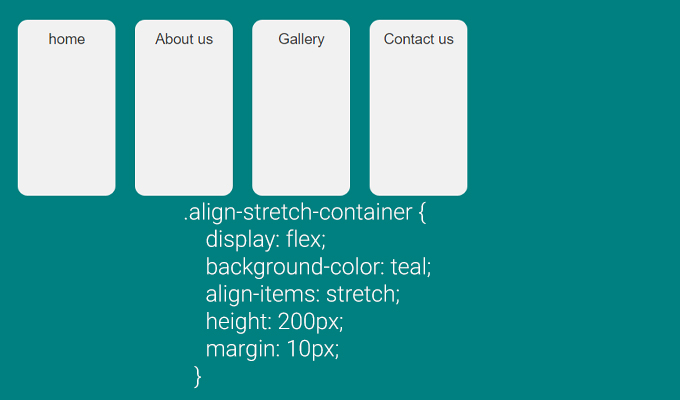 home About us Gallery Contact us
.align-stretch-container {
display: flex;
background-color: teal;
align-items: stretch;
height: 200px;
margin: 10px;
}